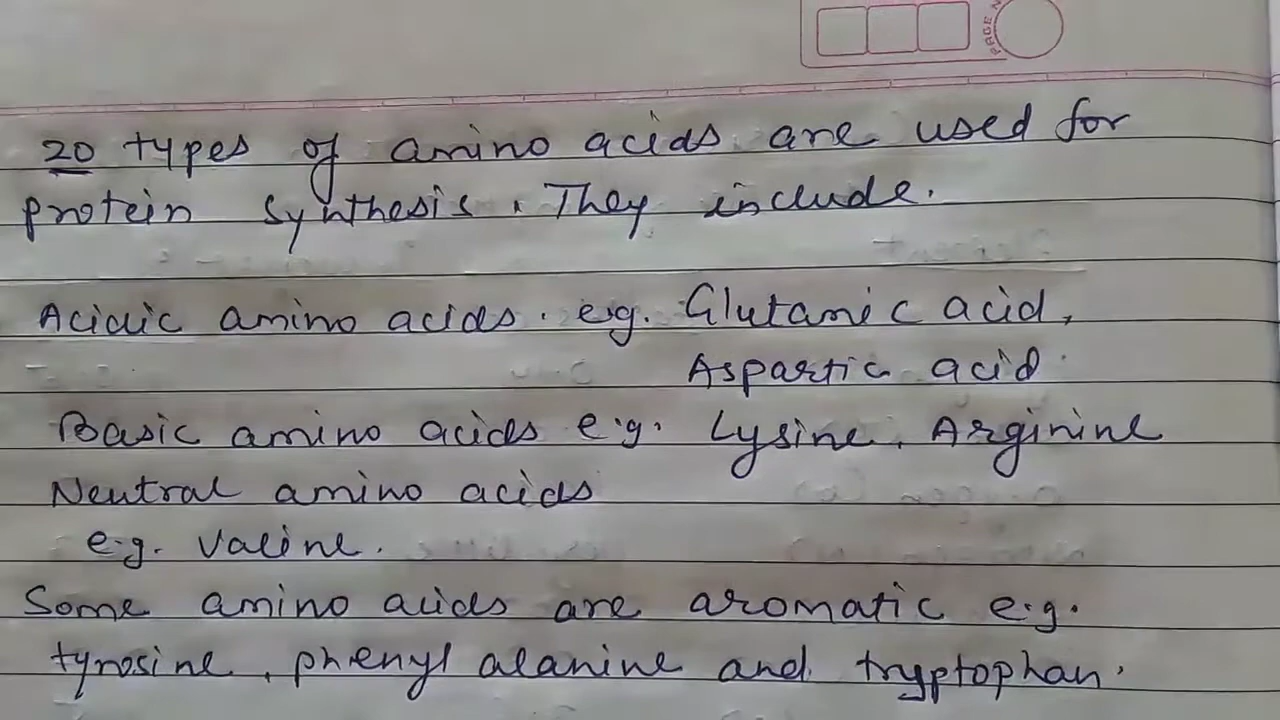 PAGE N
20 types of amino acids are used for
protein synthesis. They include.
Acidic amino acids. e.g. Glutamic acid,
Aspartic acid.
Basic amino acids e.g. Lysine, Arginine
Neutral amino acids
e.g. Valine.
Some amino acids are aromatic e.g.
tyrosine, phenyl alanine and tryptophan.